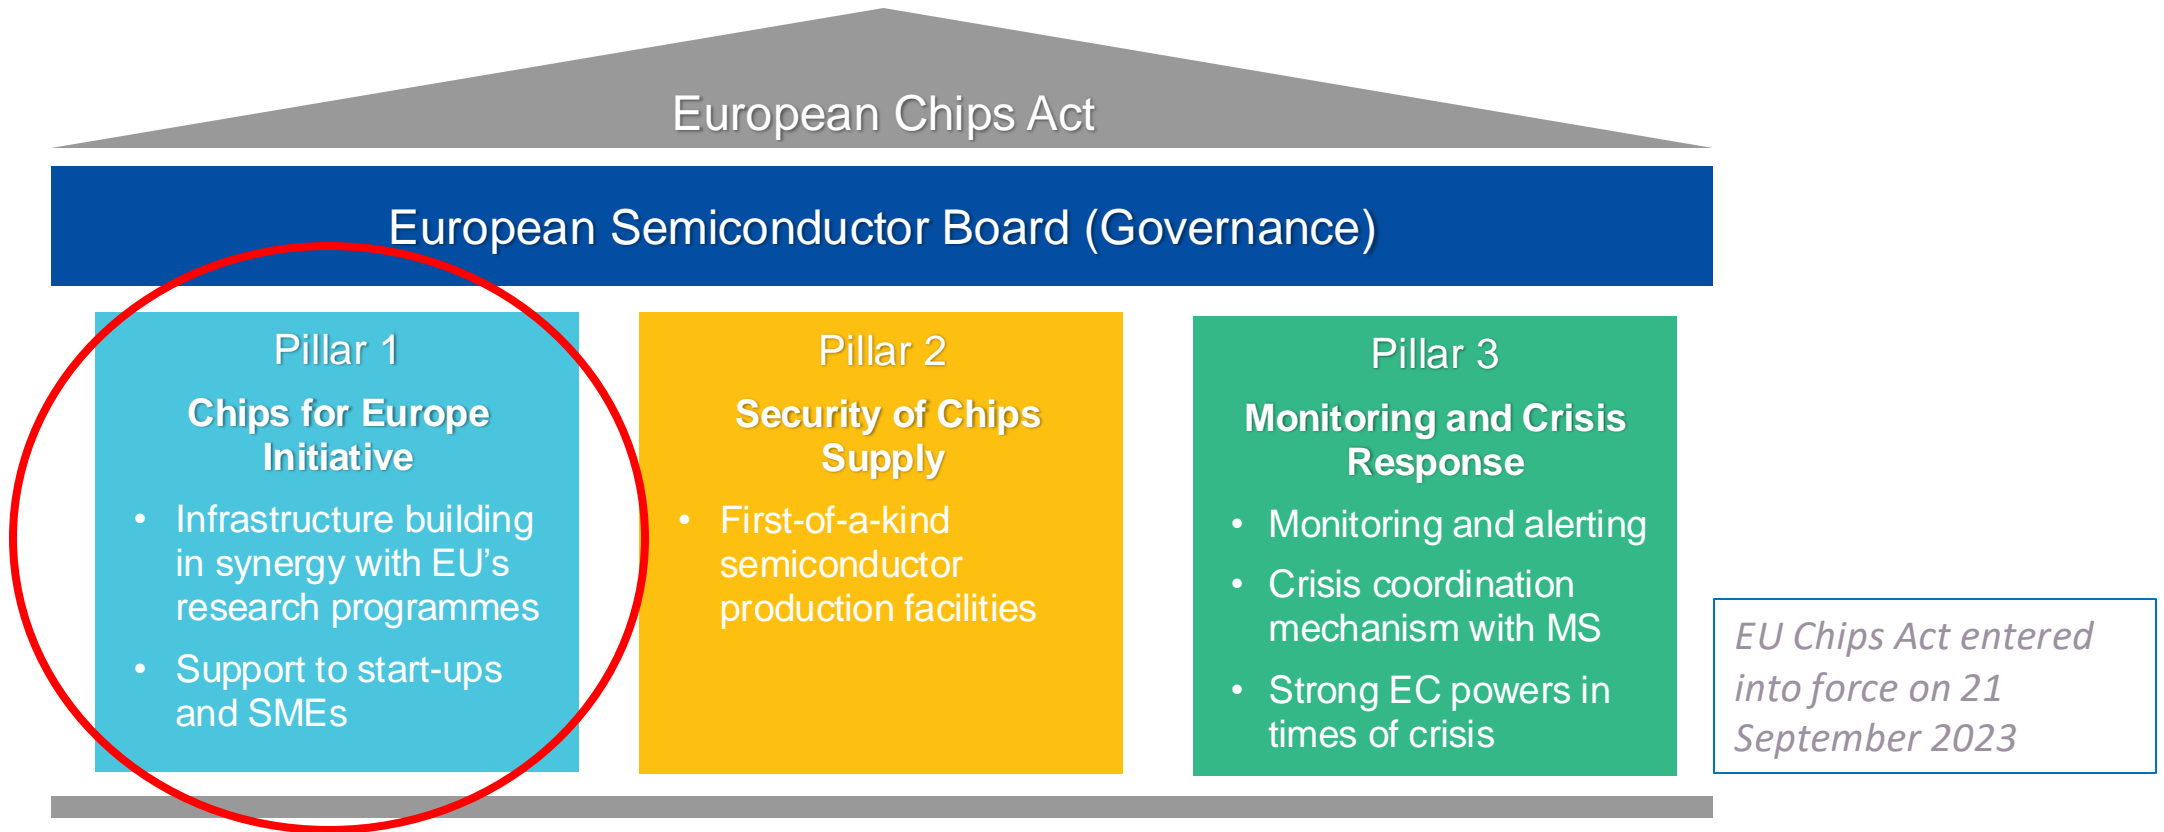 European Chips Act
European Semiconductor Board (Governance)
Pillar 1
Chips for Europe
Initiative
• Infrastructure building
in synergy with EU’s
research programmes
• Support to start-ups
and SMEs
Pillar 2
Security of Chips
Supply
• First-of-a-kind
semiconductor
production facilities
Pillar 3
Monitoring and Crisis
Response
• Monitoring and alerting
• Crisis coordination
mechanism with MS
• Strong EC powers in
times of crisis
EU Chips Act entered
into force on 21
September 2023